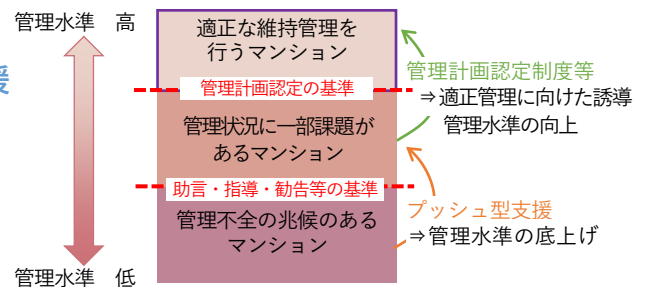 管理水準 高
適正な維持管理を
行うマンション
援
管理計画認定制度等
管理計画認定の基準
⇒適正管理に向けた誘導
管理水準の向上
管理状況に一部課題が
あるマンション
助言・指導・勧告等の基準
プッシュ型支援
管理不全の兆候のある
⇒管理水準の底上げ
マンション
管理水準 低